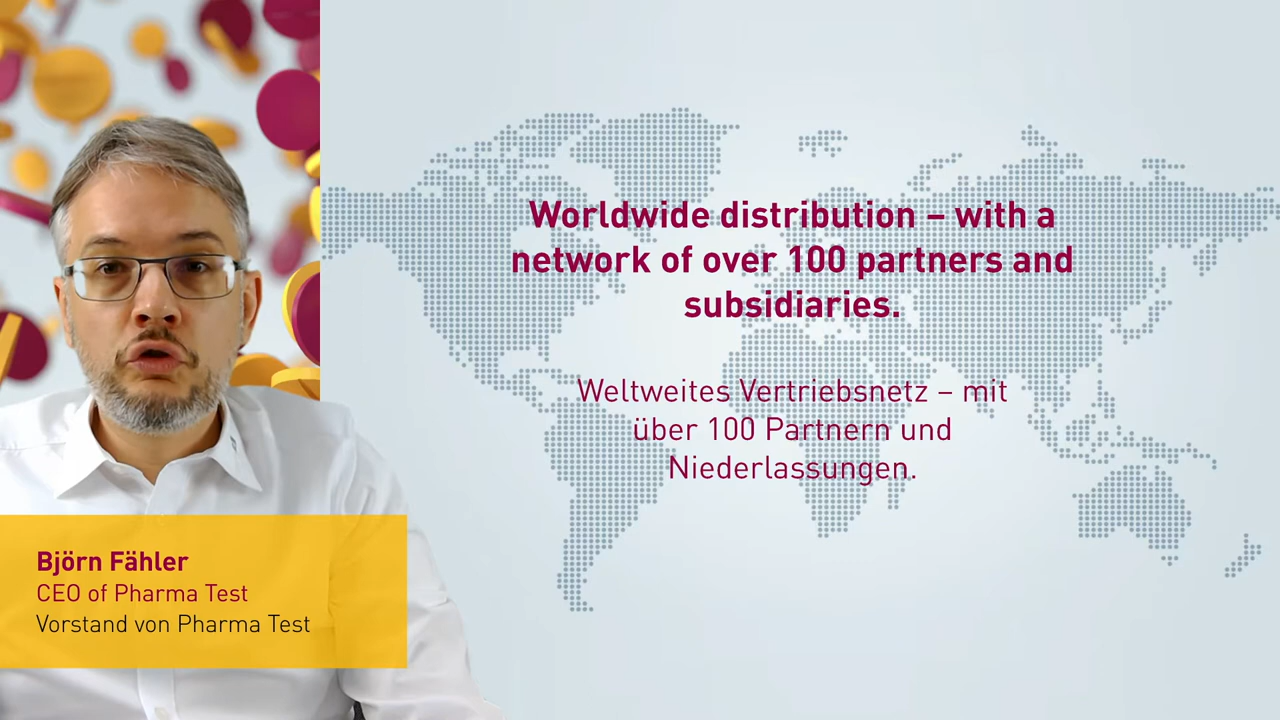 Worldwide distribution – with a
network of over 100 partners and
subsidiaries.
Weltweites Vertriebsnetz – mit
über 100 Partnern und
Niederlassungen.
Björn Fähler
CEO of Pharma Test
Vorstand von Pharma Test